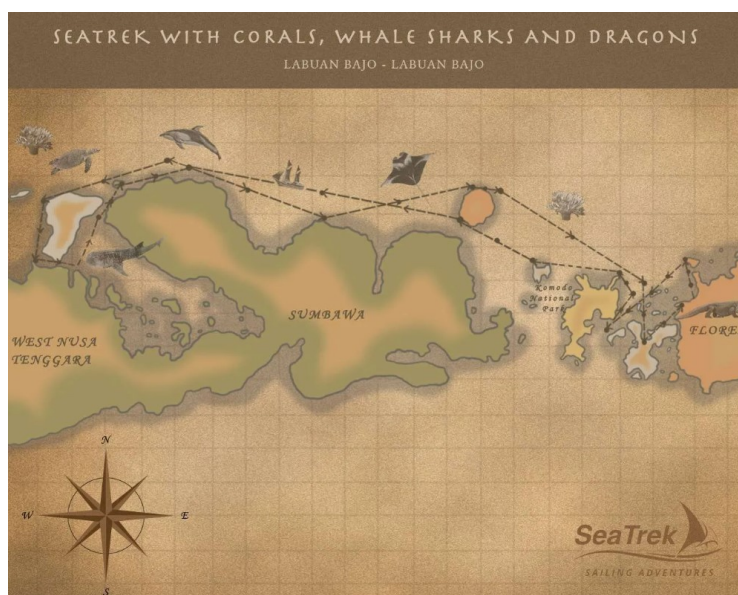 SEATREK WITH CORALS, WHALE SHARKS AND DRAGONS
LABUAN BAJO - LABUAN BAJO
Komodo
National
Park
SUMBAWA
FLORE
WEST NUSA
TENGGARA
N
W
E
S
SeaTrek
SAILING ADVENTURES